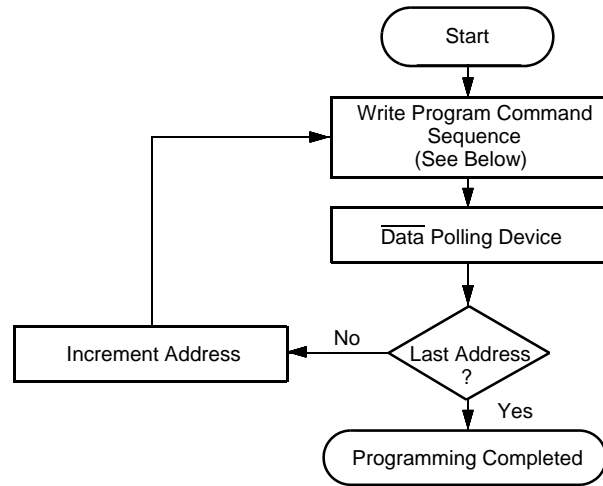 Start
Write Program Command
Sequence
(See Below)
Data Polling Device
Last Address
?
No
Increment Address
Yes
Programming Completed